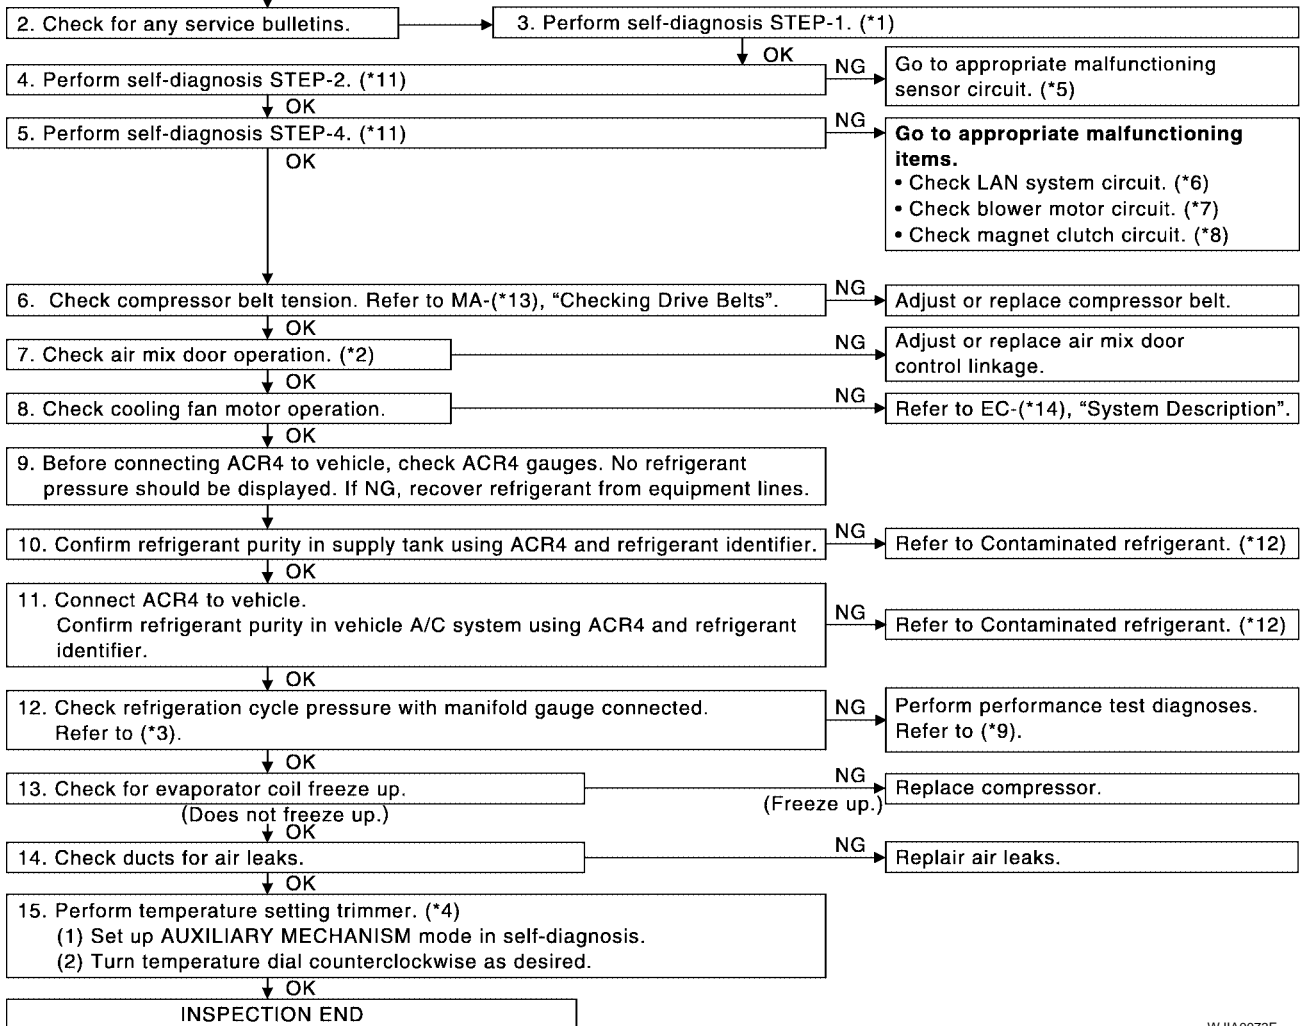 2. Check for any service bulletins.
3. Perform self-diagnosis STEP-1. (*1)
OK
4. Perform self-diagnosis STEP-2. (*11)
NG
Go to appropriate malfunctioning
sensor circuit. (*5)
OK
5. Perform self-diagnosis STEP-4. (*11)
NG
Go to appropriate malfunctioning
items.
• Check LAN system circuit. (*6)
• Check blower motor circuit. (*7)
• Check magnet clutch circuit. (*8)
OK
6. Check compressor belt tension. Refer to MA-(*13), “Checking Drive Belts”.
NG
Adjust or replace compressor belt.
OK
7. Check air mix door operation. (*2)
NG
Adjust or replace air mix door
control linkage.
OK
8. Check cooling fan motor operation.
NG
Refer to EC-(*14), “System Description”.
OK
9. Before connecting ACR4 to vehicle, check ACR4 gauges. No refrigerant
pressure should be displayed. If NG, recover refrigerant from equipment lines.
10. Confirm refrigerant purity in supply tank using ACR4 and refrigerant identifier.
NG
Refer to Contaminated refrigerant. (*12)
OK
11. Connect ACR4 to vehicle.
Confirm refrigerant purity in vehicle A/C system using ACR4 and refrigerant
identifier.
NG
Refer to Contaminated refrigerant. (*12)
OK
12. Check refrigeration cycle pressure with manifold gauge connected.
Refer to (*3).
NG
Perform performance test diagnoses.
Refer to (*9).
OK
13. Check for evaporator coil freeze up.
NG
(Freeze up.)
Replace compressor.
(Does not freeze up.)
OK
14. Check ducts for air leaks.
NG
Replair air leaks.
OK
15. Perform temperature setting trimmer. (*4)
(1) Set up AUXILIARY MECHANISM mode in self-diagnosis.
(2) Turn temperature dial counterclockwise as desired.
OK
INSPECTION END